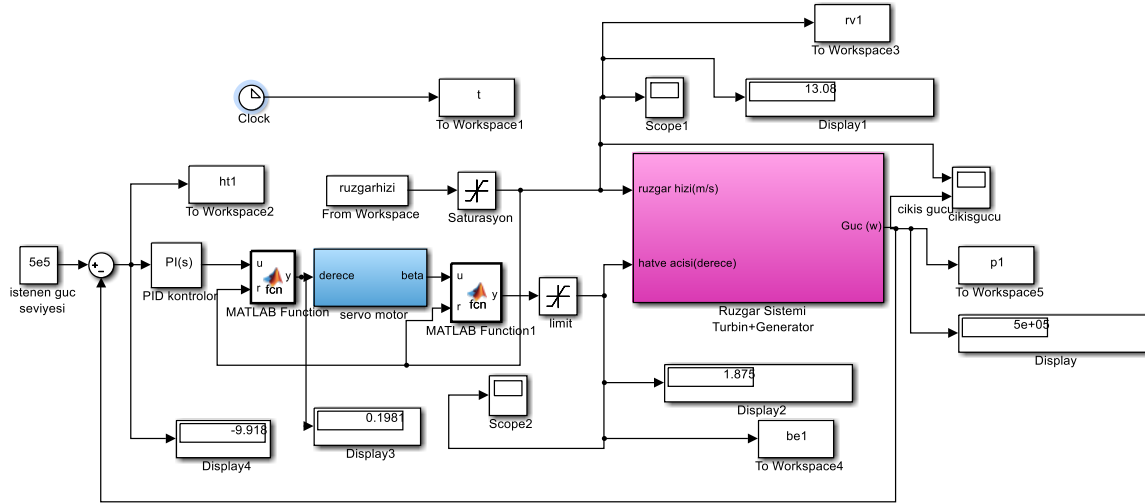 rv1
To Workspace3
t
To Workspace1
Clock
Scope1
13.08
Display1
ht1
To Workspace2
ruzgarhizi
From Workspace
Saturasyon
ruzgar hizi(m/s)
hatve acisi(derece)
Guc (w)
Ruzgar Sistemi
Turbin+Generator
cikis gucu
cikisgucu
5e5
istenen guc
seviyesi
+
-
PI(s)
PID kontrolor
u
r
y
fcn
MATLAB Function
derece
beta
servo motor
u
r
y
fcn
MATLAB Function1
limit
p1
To Workspace5
5e+05
Display
1.875
Display2
Scope2
0.1981
Display3
-9.918
Display4
be1
To Workspace4